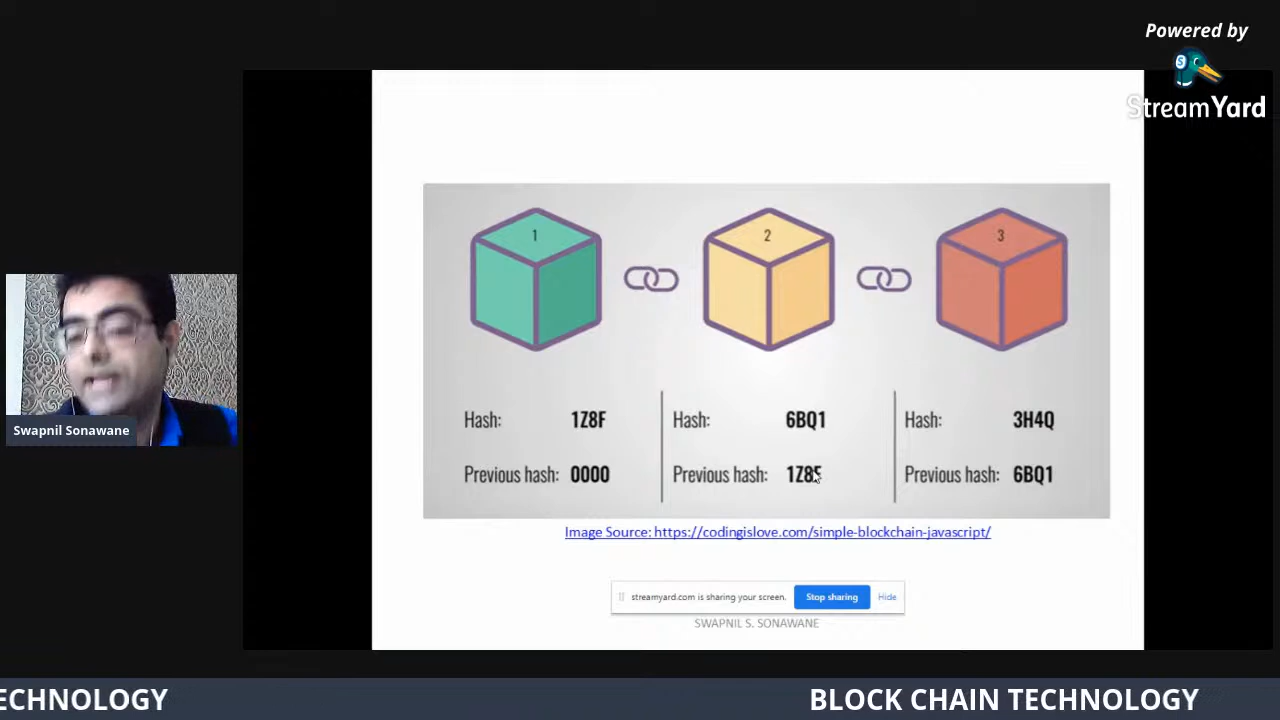 Powered by
StreamYard
1
2
3
Hash: 1Z8F
Previous hash: 0000
Hash: 6BQ1
Previous hash:
Hash: 3H4Q
Previous hash: 6BQ1
Image Source: https://codingislove.com/simple-blockchain-javascript/
streamyard.com is sharing your screen. Stop sharing Hide
SWAPNIL S. SONAWANE
Swapnil Sonawane
ECHNOLOGY
BLOCK CHAIN TECHNOLOGY